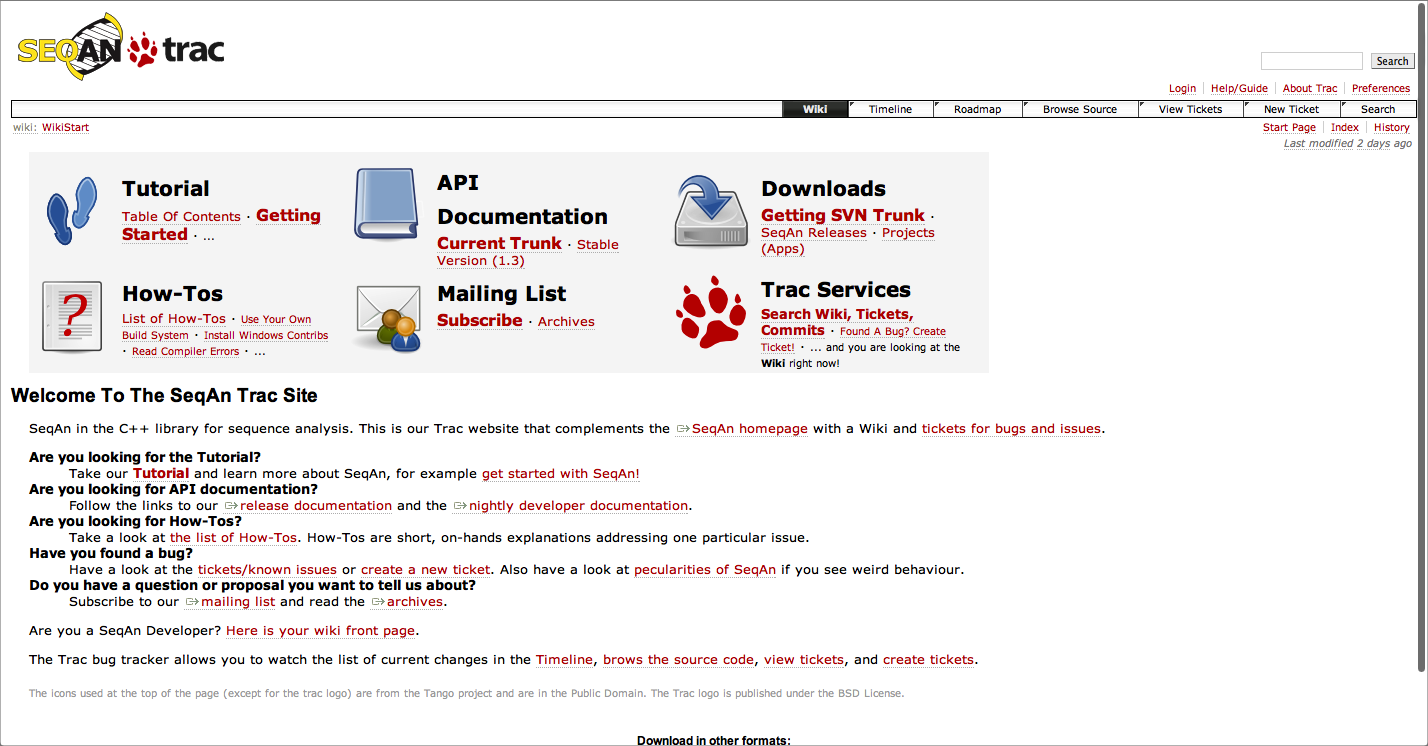 SEQAN trac
Search
Login Help/Guide About Trac Preferences
Wiki Timeline Roadmap Browse Source View Tickets New Ticket Search
wiki: WikiStart
Start Page Index History
Last modified 2 days ago
Tutorial
Table Of Contents · Getting
Started · ...
API
Documentation
Current Trunk · Stable
Version (1.3)
Downloads
Getting SVN Trunk ·
SeqAn Releases · Projects
(Apps)
?
How-Tos
List of How-Tos · Use Your Own
Build System · Install Windows Contribs
· Read Compiler Errors · ...
Mailing List
Subscribe · Archives
Trac Services
Search Wiki, Tickets,
Commits · Found A Bug? Create
Ticket! · ... and you are looking at the
Wiki right now!
Welcome To The SeqAn Trac Site
SeqAn in the C++ library for sequence analysis. This is our Trac website that complements the SeqAn homepage with a Wiki and tickets for bugs and issues.
Are you looking for the Tutorial?
Take our Tutorial and learn more about SeqAn, for example get started with SeqAn!
Are you looking for API documentation?
Follow the links to our release documentation and the nightly developer documentation.
Are you looking for How-Tos?
Take a look at the list of How-Tos. How-Tos are short, on-hands explanations addressing one particular issue.
Have you found a bug?
Have a look at the tickets/known issues or create a new ticket. Also have a look at pecularities of SeqAn if you see weird behaviour.
Do you have a question or proposal you want to tell us about?
Subscribe to our mailing list and read the archives.
Are you a SeqAn Developer? Here is your wiki front page.
The Trac bug tracker allows you to watch the list of current changes in the Timeline, brows the source code, view tickets, and create tickets.
The icons used at the top of the page (except for the trac logo) are from the Tango project and are in the Public Domain. The Trac logo is published under the BSD License.
Download in other formats: